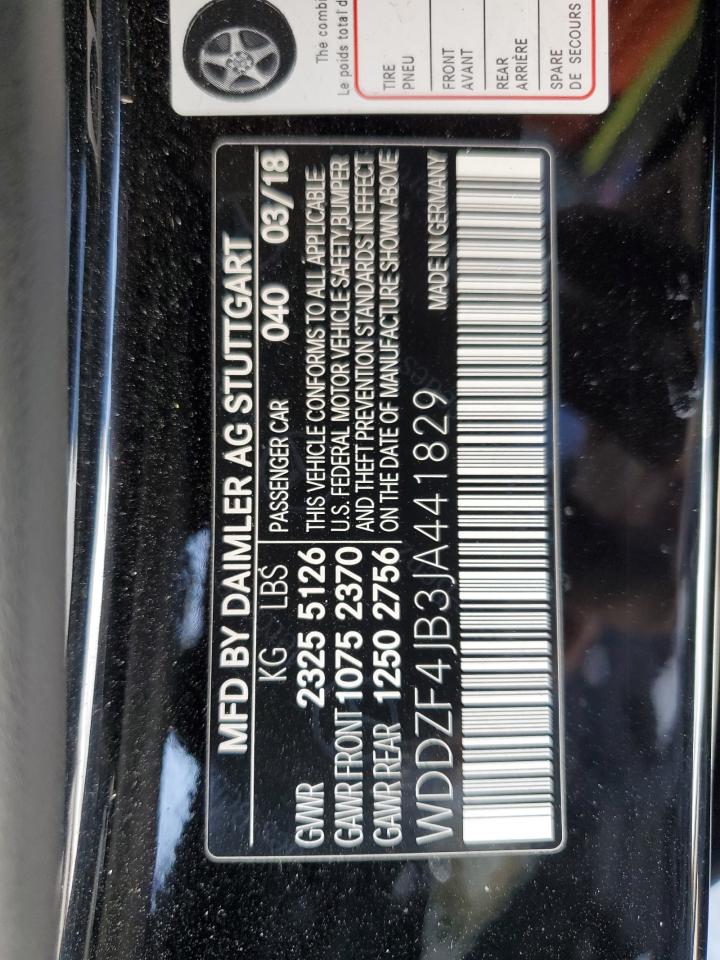 The combi
Le poids total d
TIRE
PNEU
FRONT
AVANT
REAR
ARRIÈRE
SPARE
DE SECOURS
MFD BY DAIMLER AG STUTTGART
KG LBS PASSENGER CAR 040 03/18
GVWR 2325 5126 THIS VEHICLE CONFORMS TO ALL APPLICABLE
GAWR FRONT 1075 2370 U.S. FEDERAL MOTOR VEHICLE SAFETY, BUMPER
GAWR REAR 1250 2756 AND THEFT PREVENTION STANDARDS IN EFFECT
ON THE DATE OF MANUFACTURE SHOWN ABOVE
WDDZF4JB3JA441829 MADE IN GERMANY